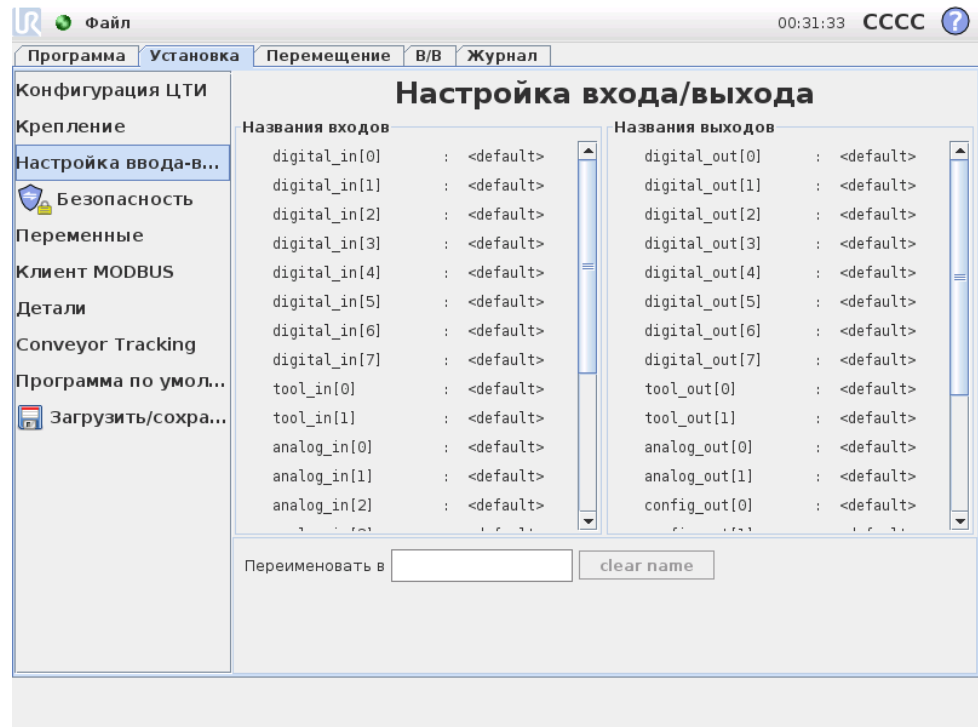 UR Файл 00:31:33 CCCC ?
Программа Установка Перемещение В/В Журнал
Конфигурация ЦТИ
Крепление
Настройка ввода-в...
Безопасность
Переменные
Клиент MODBUS
Детали
Conveyor Tracking
Программа по умол...
Загрузить/сохра...
Настройка входа/выхода
Названия входов
digital_in[0] : <default>
digital_in[1] : <default>
digital_in[2] : <default>
digital_in[3] : <default>
digital_in[4] : <default>
digital_in[5] : <default>
digital_in[6] : <default>
digital_in[7] : <default>
tool_in[0] : <default>
tool_in[1] : <default>
analog_in[0] : <default>
analog_in[1] : <default>
analog_in[2] : <default>
Названия выходов
digital_out[0] : <default>
digital_out[1] : <default>
digital_out[2] : <default>
digital_out[3] : <default>
digital_out[4] : <default>
digital_out[5] : <default>
digital_out[6] : <default>
digital_out[7] : <default>
tool_out[0] : <default>
tool_out[1] : <default>
analog_out[0] : <default>
analog_out[1] : <default>
config_out[0] : <default>
Переименовать в clear name